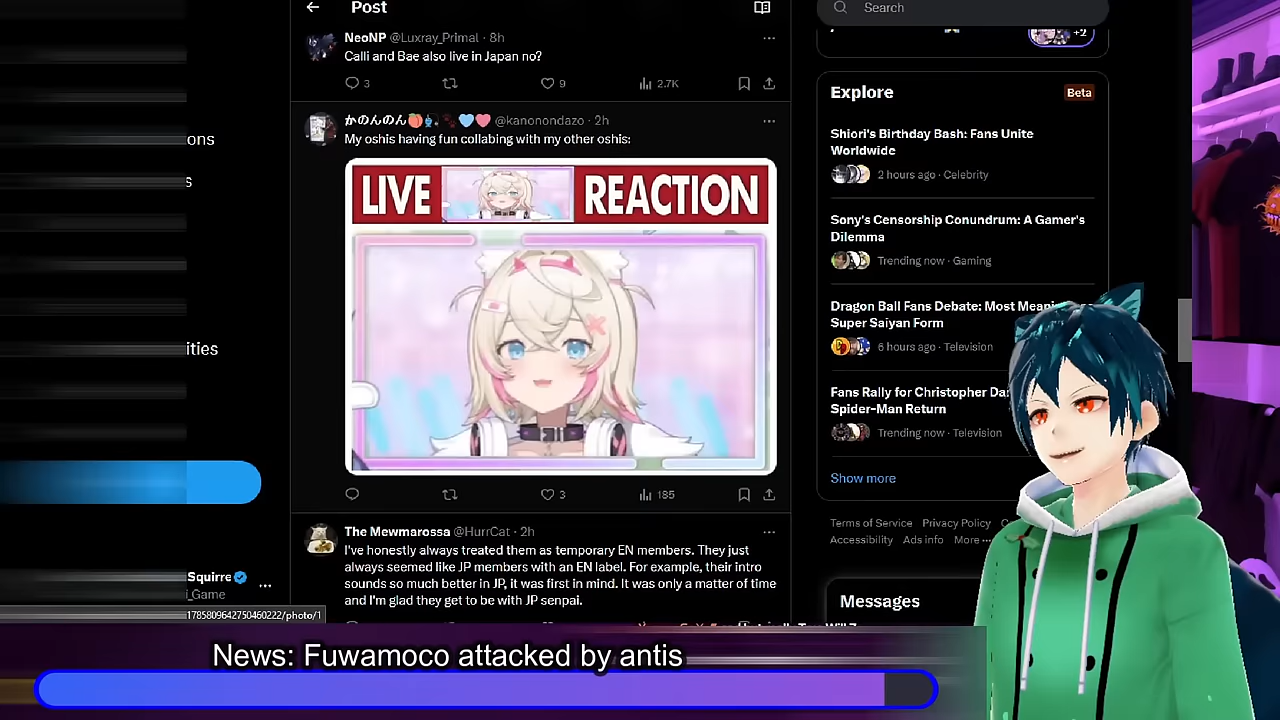 Post
Search
NeoNP @Luxray_Primal · 8h
Calli and Bae also live in Japan no?
3
9
2.7K
+2
Explore
Beta
Shiori's Birthday Bash: Fans Unite
Worldwide
2 hours ago · Celebrity
Sony's Censorship Conundrum: A Gamer's
Dilemma
Trending now · Gaming
Dragon Ball Fans Debate: Most
Super Saiyan Form
6 hours ago · Television
Fans Rally for Christopher
Spider-Man Return
Trending now · Television
Show more
Terms of Service Privacy Policy
Accessibility Ads info More ···
Messages
ons
s
ities
かのんのん @kanonondazo · 2h
My oshis having fun collabing with my other oshis:
LIVE REACTION
3
185
The Mewmarossa @HurrCat · 2h
I've honestly always treated them as temporary EN members. They just
always seemed like JP members with an EN label. For example, their intro
sounds so much better in JP, it was first in mind. It was only a matter of time
and I'm glad they get to be with JP senpai.
Squirre
i_Game
1785809642750460222/photo/1
News: Fuwamoco attacked by antis